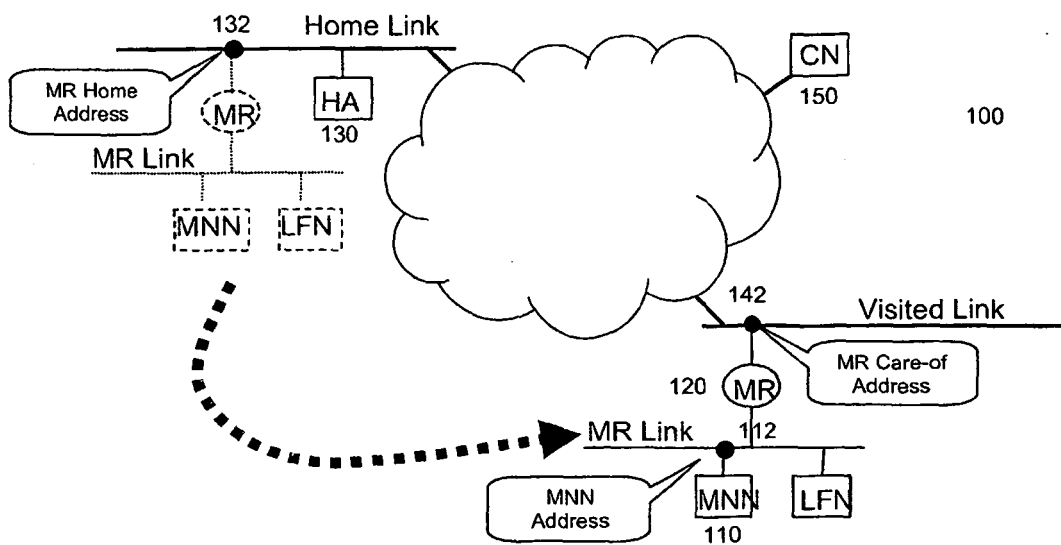 132
Home Link
MR Home
Address
MR
HA
130
CN
150
100
MR Link
MNN
LFN
142
Visited Link
MR Care-of
Address
120
MR
MR Link
112
MNN
Address
MNN
LFN
110